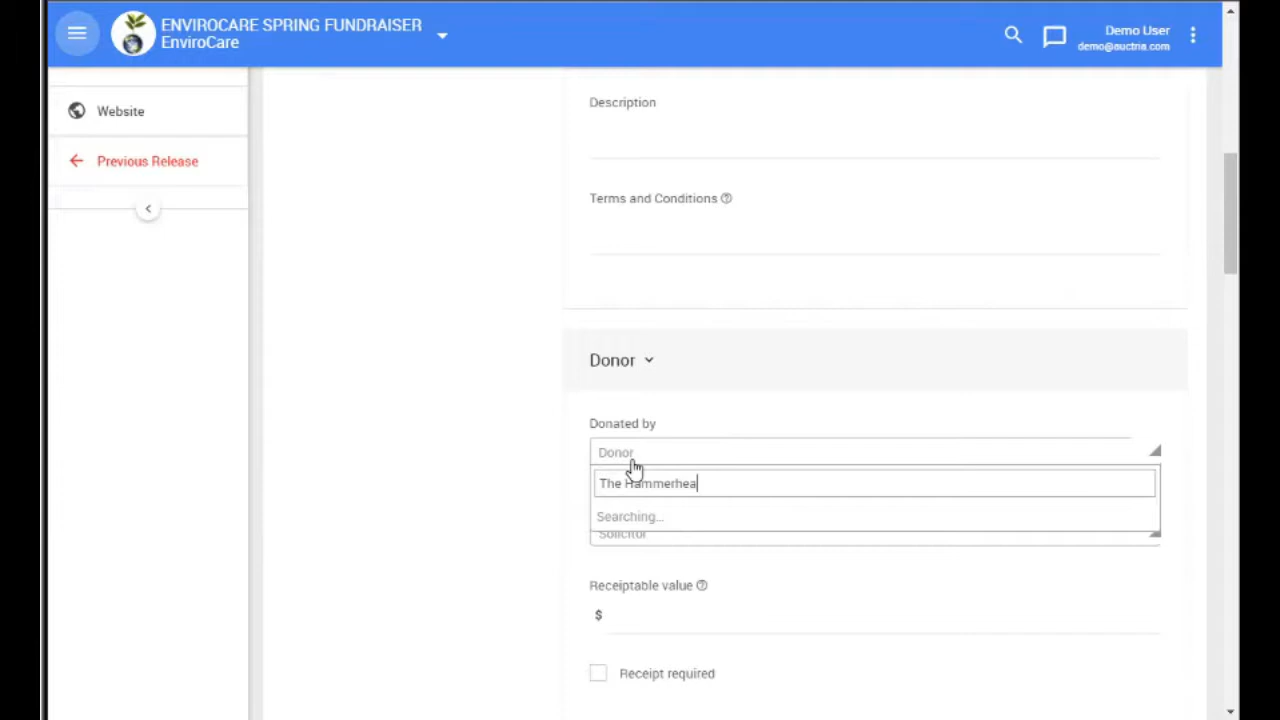 ENVIROCARE SPRING FUNDRAISER
EnviroCare
Demo User
demo@auctria.com
Website
Previous Release
Description
Terms and Conditions
Donor
Donated by
Donor
The Hammerhea
Searching...
Solicitor
Receiptable value
$
Receipt required